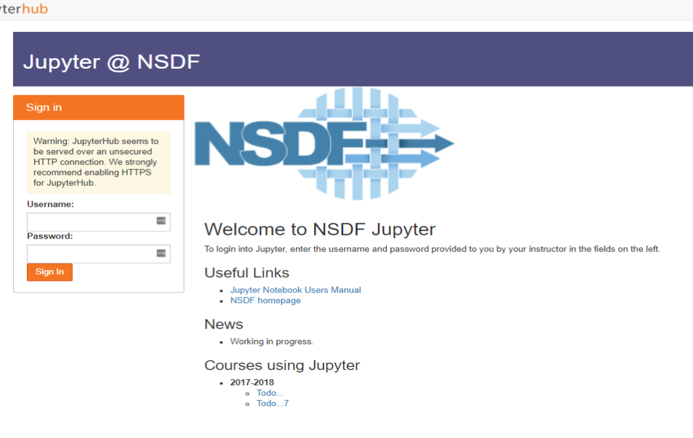 yterhub
Jupyter @ NSDF
Sign in
Warning: JupyterHub seems to
be served over an unsecured
HTTP connection. We strongly
recommend enabling HTTPS
for JupyterHub.
Username:
Password:
Sign In
NSDF
Welcome to NSDF Jupyter
To login into Jupyter, enter the username and password provided to you by your instructor in the fields on the left.
Useful Links
Jupyter Notebook Users Manual
NSDF homepage
News
Working in progress.
Courses using Jupyter
2017-2018
Todo...
Todo...7